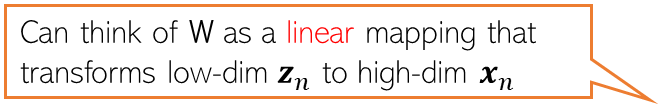 Can think of W as a linear mapping that
transforms low-dim 𝒛ₙ to high-dim 𝒙ₙ